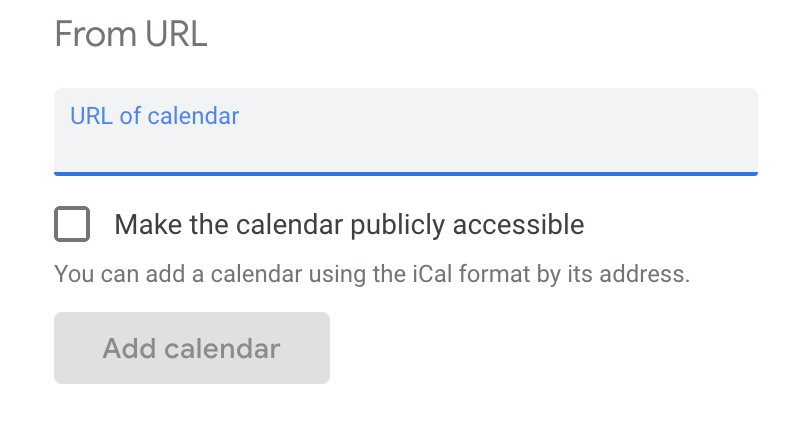 From URL
URL of calendar
Make the calendar publicly accessible
You can add a calendar using the iCal format by its address.
Add calendar